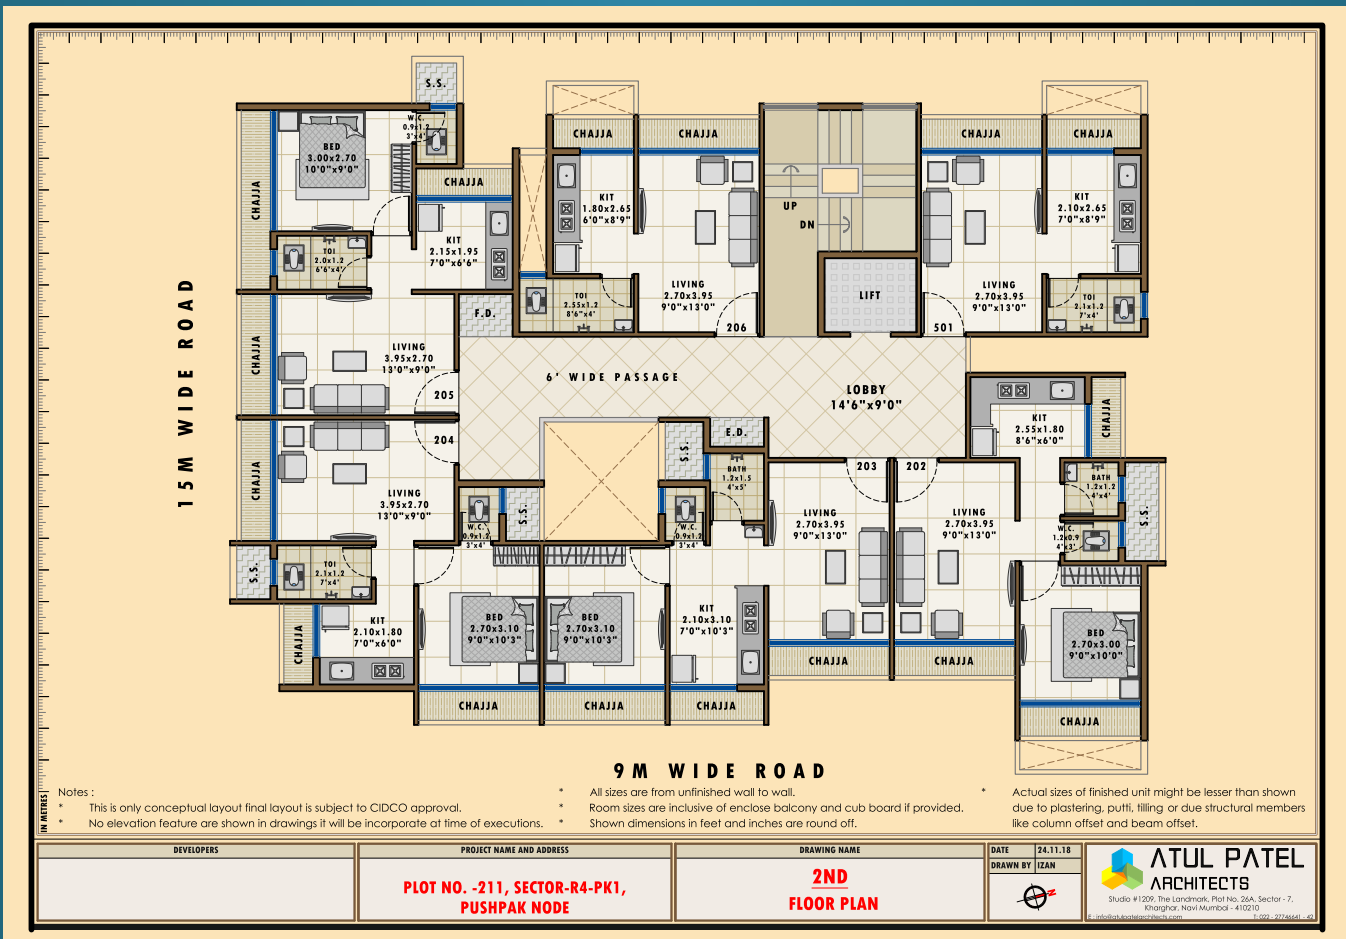 S.S.
W.C.
0.9x1.2
3'x4'
BED
3.00x2.70
10'0"x9'0"
CHAJJA
CHAJJA
TOI
2.0x1.2
6'6"x4'
KIT
2.15x1.95
7'0"x6'6"
CHAJJA
CHAJJA
KIT
1.80x2.65
6'0"x8'9"
LIVING
2.70x3.95
9'0"x13'0"
TOI
2.55x1.2
8'6"x4'
206
UP
DN
LIFT
CHAJJA
CHAJJA
KIT
2.10x2.65
7'0"x8'9"
LIVING
2.70x3.95
9'0"x13'0"
TOI
2.1x1.2
7'x4'
501
F.D.
15M WIDE ROAD
CHAJJA
LIVING
3.95x2.70
13'0"x9'0"
205
6' WIDE PASSAGE
LOBBY
14'6"x9'0"
204
CHAJJA
LIVING
3.95x2.70
13'0"x9'0"
W.C.
0.9x1.2
3'x4'
S.S.
S.S.
E.D.
BATH
1.2x1.5
4'x5'
W.C.
0.9x1.2
3'x4'
203
202
LIVING
2.70x3.95
9'0"x13'0"
LIVING
2.70x3.95
9'0"x13'0"
KIT
2.55x1.80
8'6"x6'0"
CHAJJA
BATH
1.2x1.2
4'x4'
W.C.
1.2x0.9
4'x3'
S.S.
S.S.
TOI
2.1x1.2
7'x4'
CHAJJA
KIT
2.10x1.80
7'0"x6'0"
BED
2.70x3.10
9'0"x10'3"
BED
2.70x3.10
9'0"x10'3"
KIT
2.10x3.10
7'0"x10'3"
BED
2.70x3.00
9'0"x10'0"
CHAJJA
CHAJJA
CHAJJA
CHAJJA
CHAJJA
CHAJJA
9M WIDE ROAD
IN METRES
Notes :
* This is only conceptual layout final layout is subject to CIDCO approval.
* No elevation feature are shown in drawings it will be incorporate at time of executions.
* All sizes are from unfinished wall to wall.
* Room sizes are inclusive of enclose balcony and cub board if provided.
* Shown dimensions in feet and inches are round off.
* Actual sizes of finished unit might be lesser than shown
due to plastering, putti, tilling or due structural members
like column offset and beam offset.
DEVELOPERS
PROJECT NAME AND ADDRESS
PLOT NO. -211, SECTOR-R4-PK1,
PUSHPAK NODE
DRAWING NAME
2ND
FLOOR PLAN
DATE 24.11.18
DRAWN BY IZAN
N
ATUL PATEL
ARCHITECTS
Studio #1209, The Landmark, Plot No. 26A, Sector - 7,
Kharghar, Navi Mumbai - 410210
E : info@atulpatelarchitects.com T: 022 - 27746641 - 42